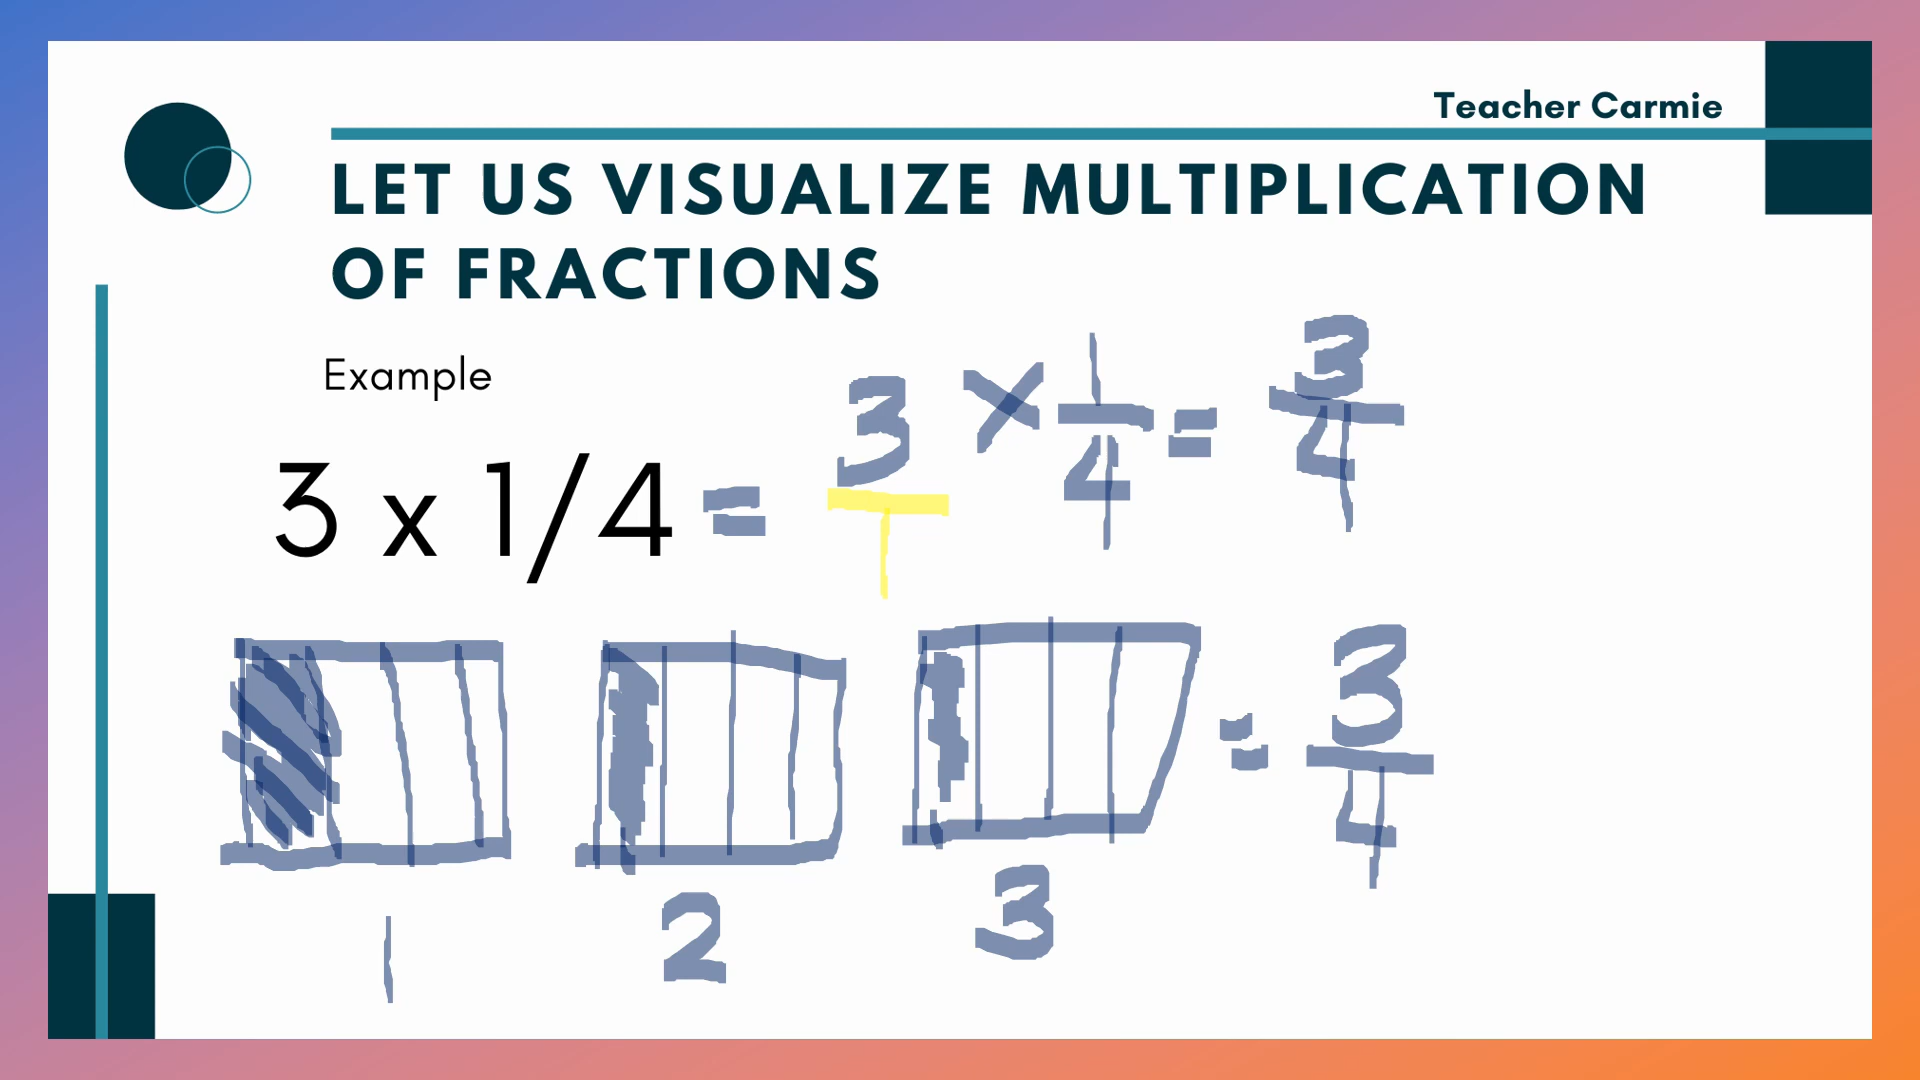 Teacher Carmie
LET US VISUALIZE MULTIPLICATION
OF FRACTIONS
Example
3 x 1/4 = 3/1 × 1/4 = 3/4
= 3/4
1 2 3